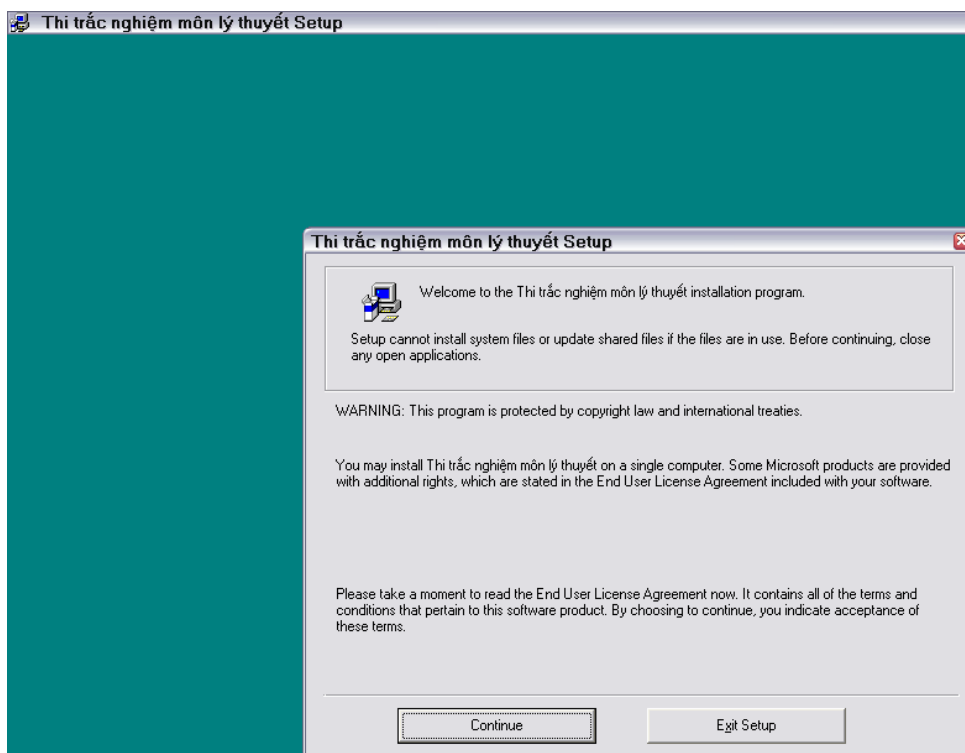 Thi trắc nghiệm môn lý thuyết Setup
Thi trắc nghiệm môn lý thuyết Setup
Welcome to the Thi trắc nghiệm môn lý thuyết installation program.
Setup cannot install system files or update shared files if the files are in use. Before continuing, close
any open applications.
WARNING: This program is protected by copyright law and international treaties.
You may install Thi trắc nghiệm môn lý thuyết on a single computer. Some Microsoft products are provided
with additional rights, which are stated in the End User License Agreement included with your software.
Please take a moment to read the End User License Agreement now. It contains all of the terms and
conditions that pertain to this software product. By choosing to continue, you indicate acceptance of
these terms.
Continue
Exit Setup